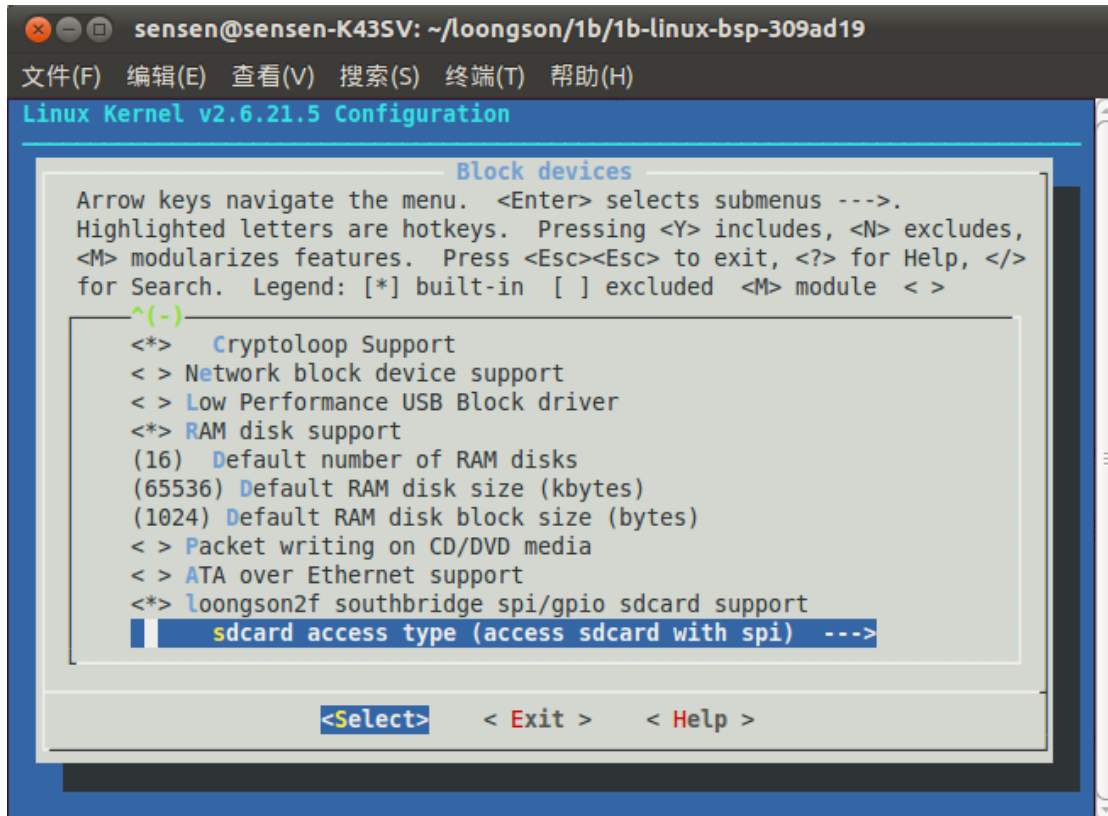 sensen@sensen-K43SV: ~/loongson/1b/1b-linux-bsp-309ad19
文件(F) 编辑(E) 查看(V) 搜索(S) 终端(T) 帮助(H)
Linux Kernel v2.6.21.5 Configuration
Block devices
Arrow keys navigate the menu.  <Enter> selects submenus --->.
Highlighted letters are hotkeys.  Pressing <Y> includes, <N> excludes,
<M> modularizes features.  Press <Esc><Esc> to exit, <?> for Help, </>
for Search.  Legend: [*] built-in  [ ] excluded  <M> module  < >
^(-)
<*>   Cryptoloop Support
< > Network block device support
< > Low Performance USB Block driver
<*> RAM disk support
(16)  Default number of RAM disks
(65536) Default RAM disk size (kbytes)
(1024) Default RAM disk block size (bytes)
< > Packet writing on CD/DVD media
< > ATA over Ethernet support
<*> loongson2f southbridge spi/gpio sdcard support
sdcard access type (access sdcard with spi)  --->
<Select>    < Exit >    < Help >